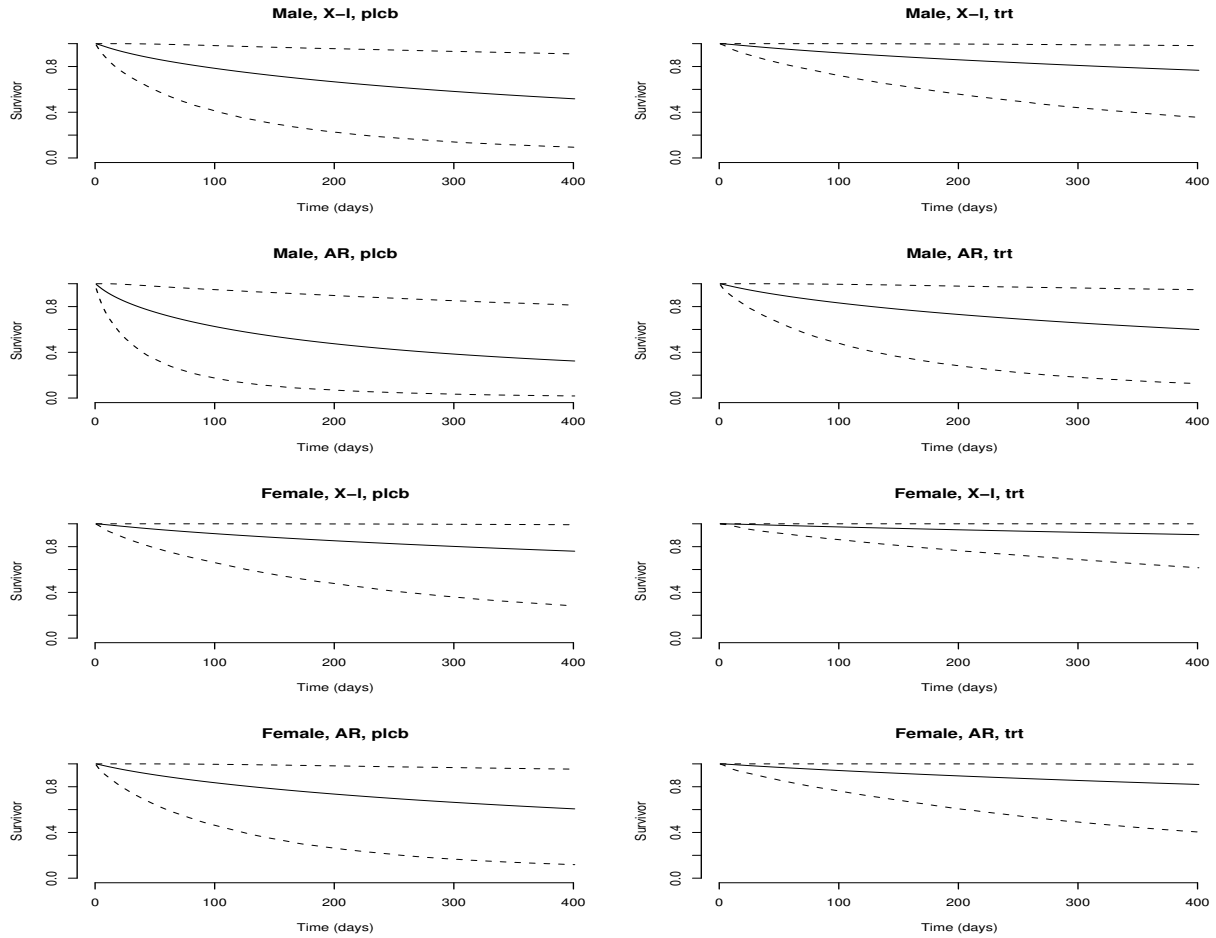 Male, X−I, plcb
Survivor
0.0 0.4 0.8
0 100 200 300 400
Time (days)
Male, X−I, trt
Survivor
0.0 0.4 0.8
0 100 200 300 400
Time (days)
Male, AR, plcb
Survivor
0.0 0.4 0.8
0 100 200 300 400
Time (days)
Male, AR, trt
Survivor
0.0 0.4 0.8
0 100 200 300 400
Time (days)
Female, X−I, plcb
Survivor
0.0 0.4 0.8
0 100 200 300 400
Time (days)
Female, X−I, trt
Survivor
0.0 0.4 0.8
0 100 200 300 400
Time (days)
Female, AR, plcb
Survivor
0.0 0.4 0.8
0 100 200 300 400
Time (days)
Female, AR, trt
Survivor
0.0 0.4 0.8
0 100 200 300 400
Time (days)